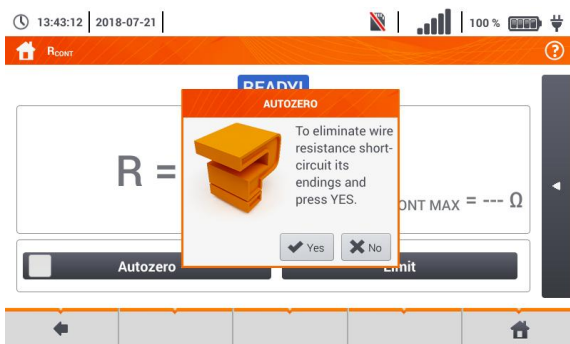 13:43:12 2018-07-21 100 %
RCONT
READY!
AUTOZERO
To eliminate wire
resistance short-
circuit its
endings and
press YES.
R =
ONT MAX = --- Ω
Yes No
Autozero Limit